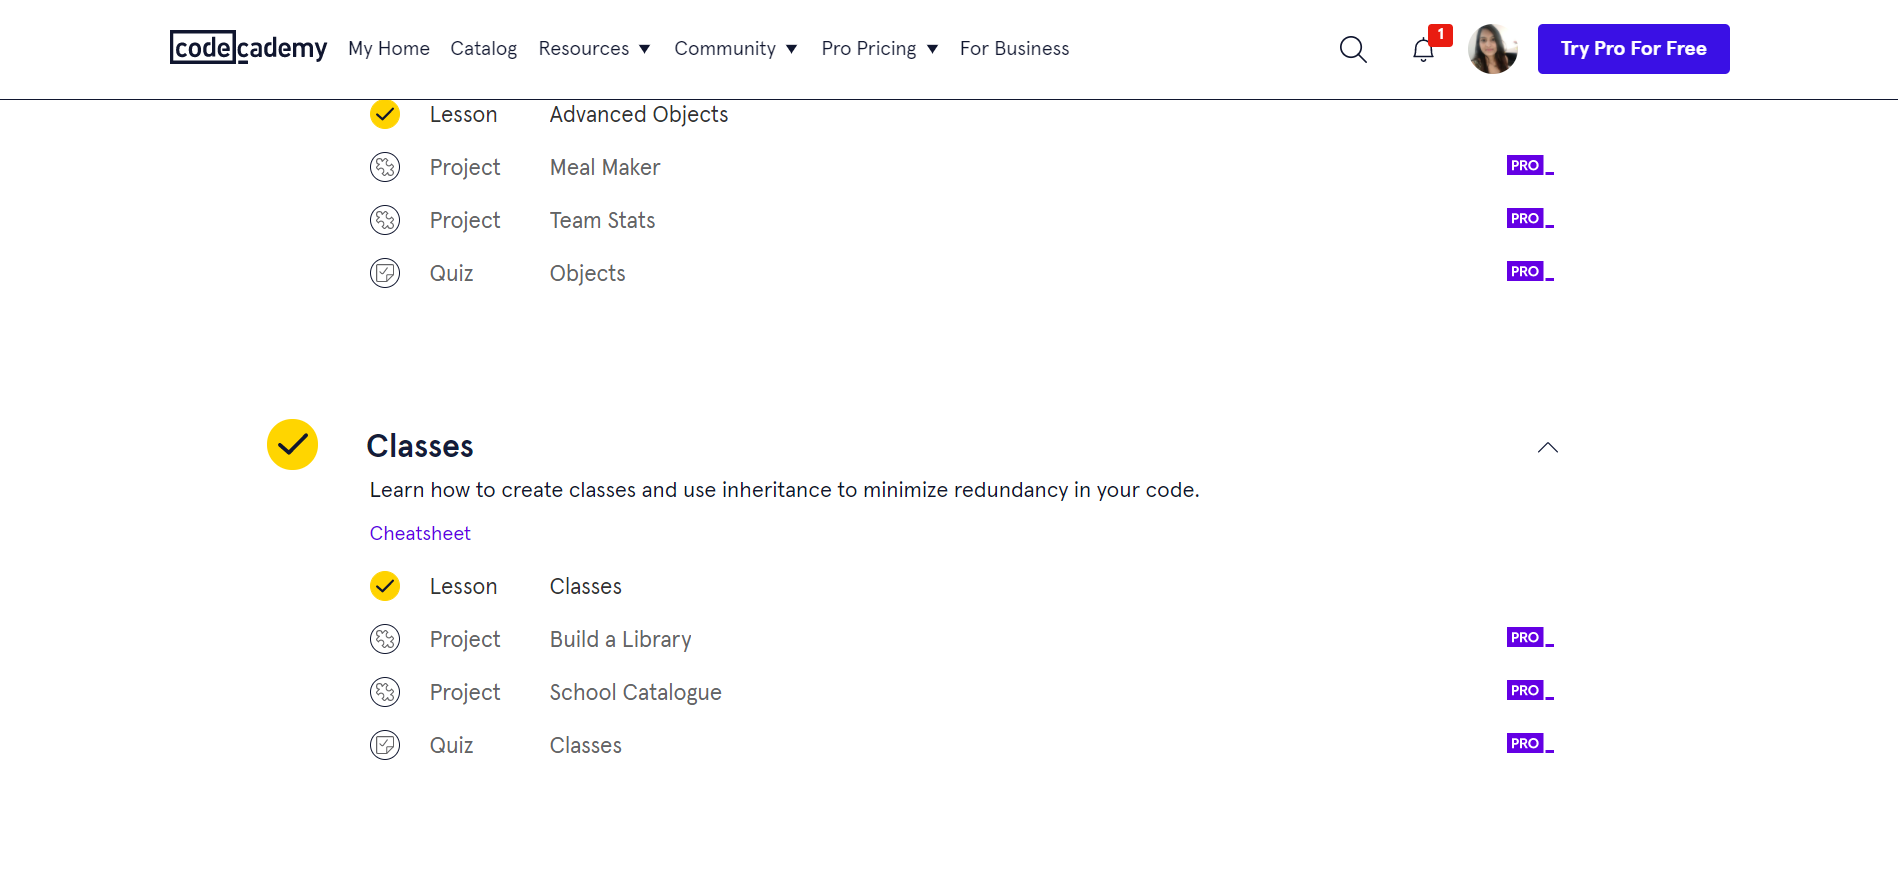 codecademy My Home Catalog Resources Community Pro Pricing For Business 1 Try Pro For Free
Lesson Advanced Objects
Project Meal Maker PRO
Project Team Stats PRO
Quiz Objects PRO
Classes
Learn how to create classes and use inheritance to minimize redundancy in your code.
Cheatsheet
Lesson Classes
Project Build a Library PRO
Project School Catalogue PRO
Quiz Classes PRO